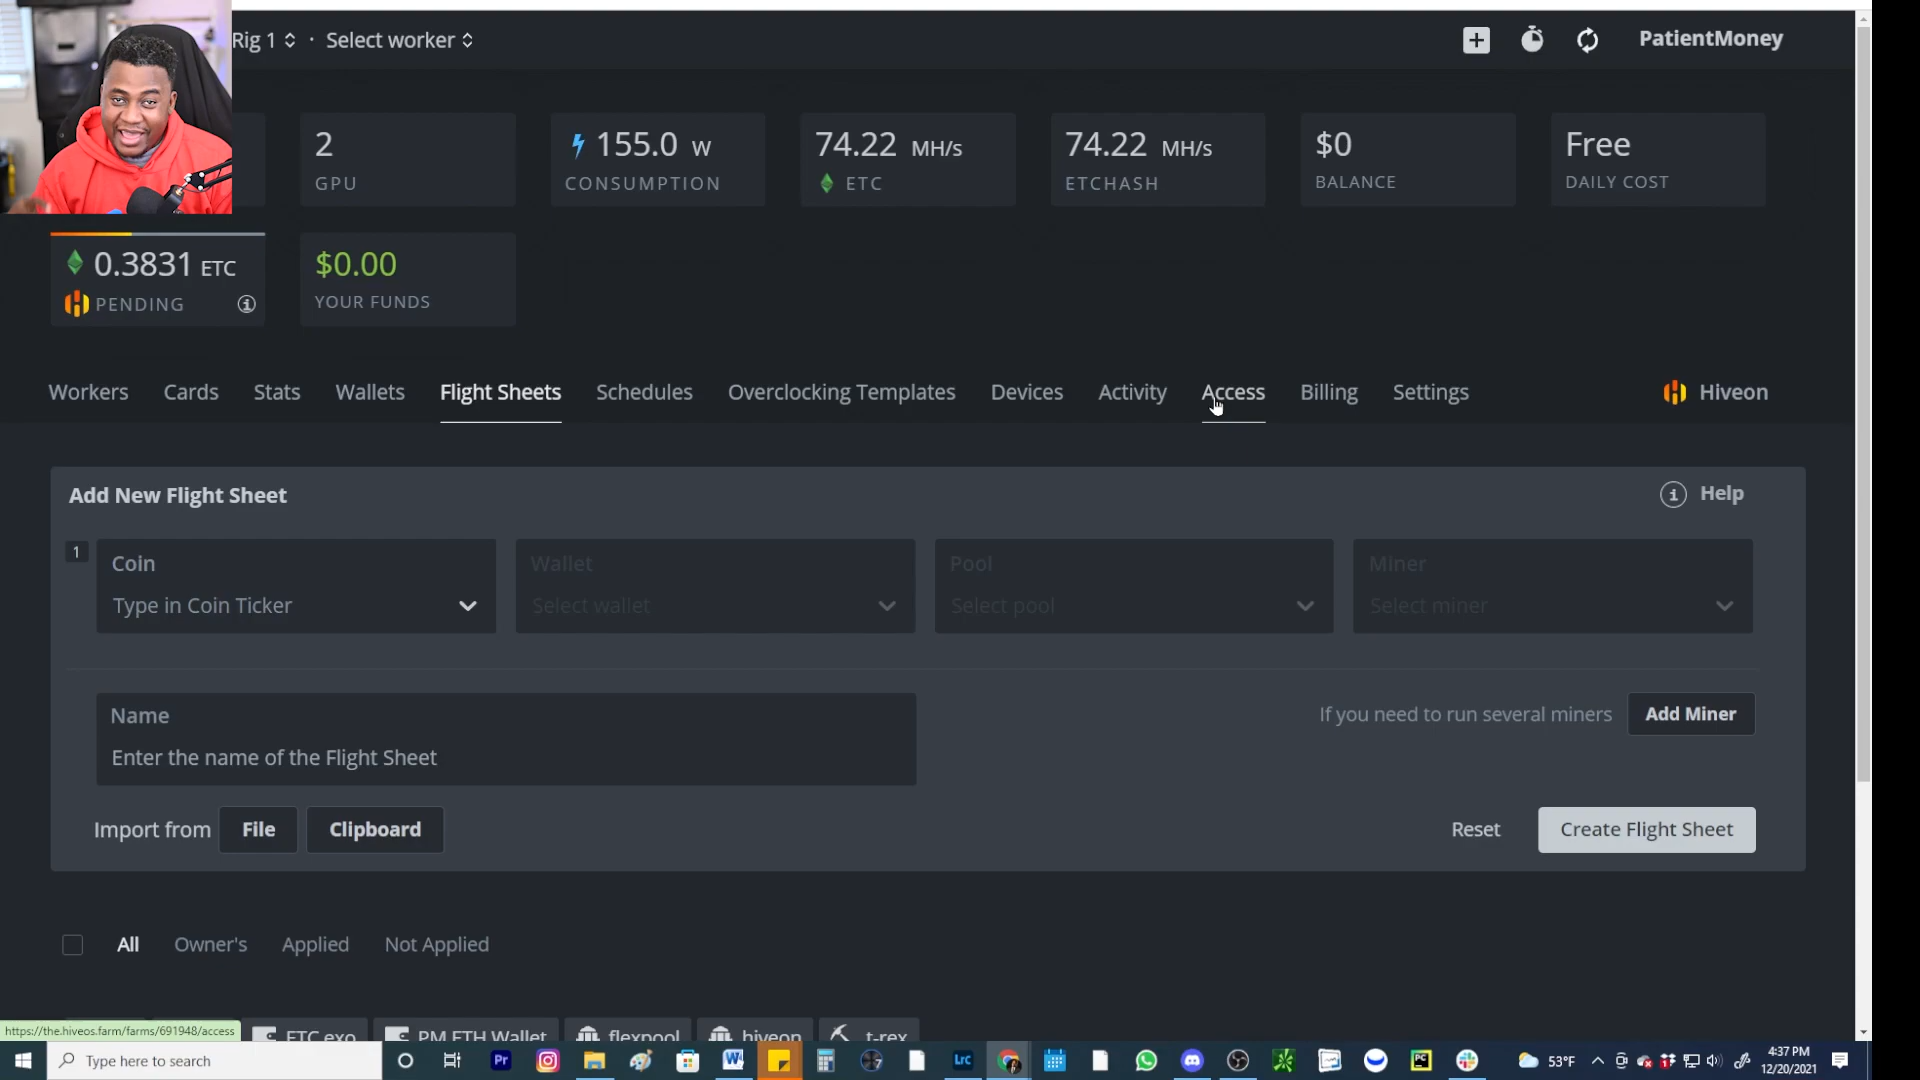 Rig 1 · Select worker
PatientMoney
2
GPU
155.0 W
CONSUMPTION
74.22 MH/s
ETC
74.22 MH/s
ETCHASH
$0
BALANCE
Free
DAILY COST
0.3831 ETC
PENDING
$0.00
YOUR FUNDS
Workers Cards Stats Wallets Flight Sheets Schedules Overclocking Templates Devices Activity Access Billing Settings Hiveon
Add New Flight Sheet
Help
1
Coin
Type in Coin Ticker
Wallet
Select wallet
Pool
Select pool
Miner
Select miner
Name
Enter the name of the Flight Sheet
If you need to run several miners Add Miner
Import from File Clipboard
Reset Create Flight Sheet
All Owner's Applied Not Applied
https://the.hiveos.farm/farms/691948/access
ETC exo PM ETH Wallet flexpool hiveon t-rex
Type here to search
Pr
W
Lrc
PC
53°F
4:37 PM
12/20/2021